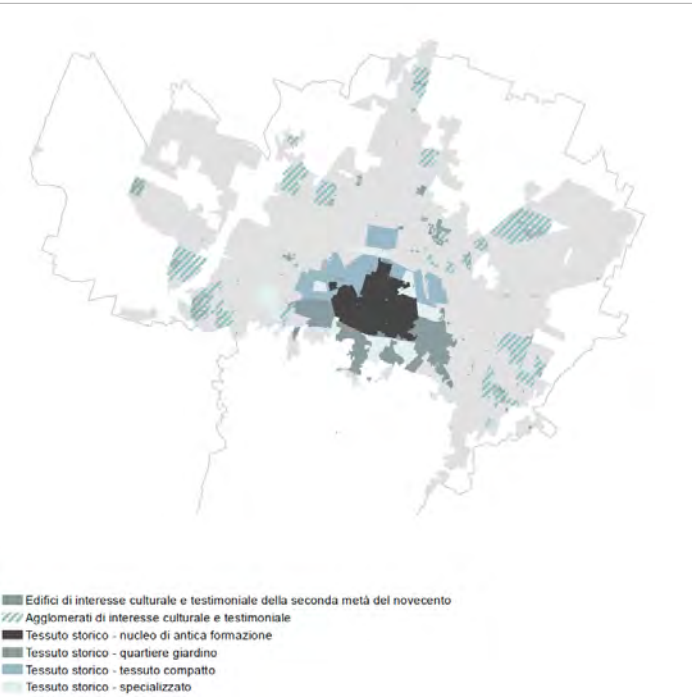 Edifici di interesse culturale e testimoniale della seconda metà del novecento
Agglomerati di interesse culturale e testimoniale
Tessuto storico - nucleo di antica formazione
Tessuto storico - quartiere giardino
Tessuto storico - tessuto compatto
Tessuto storico - specializzato